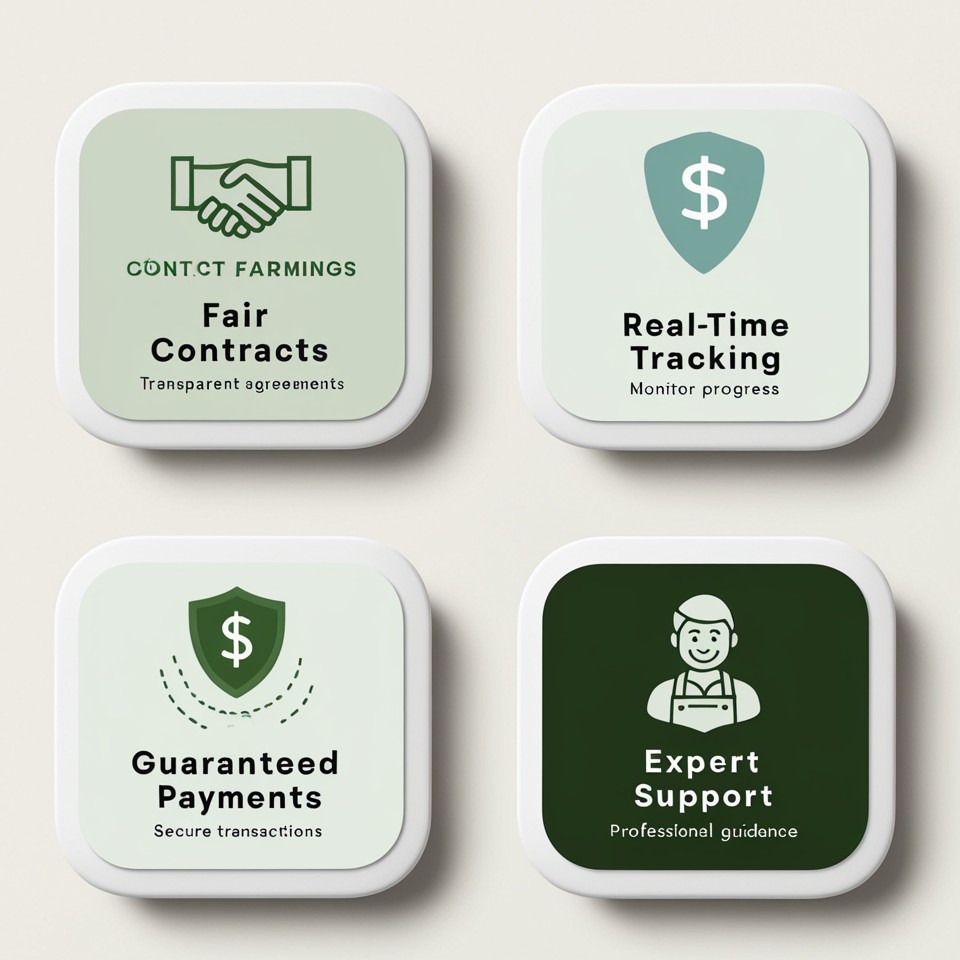 CONTCT FARMINGS
Fair
Contracts
Transparent agreements
$
Real-Time
Tracking
Monitor progress
$
Guaranteed
Payments
Secure transactions
Expert
Support
Professional guidance